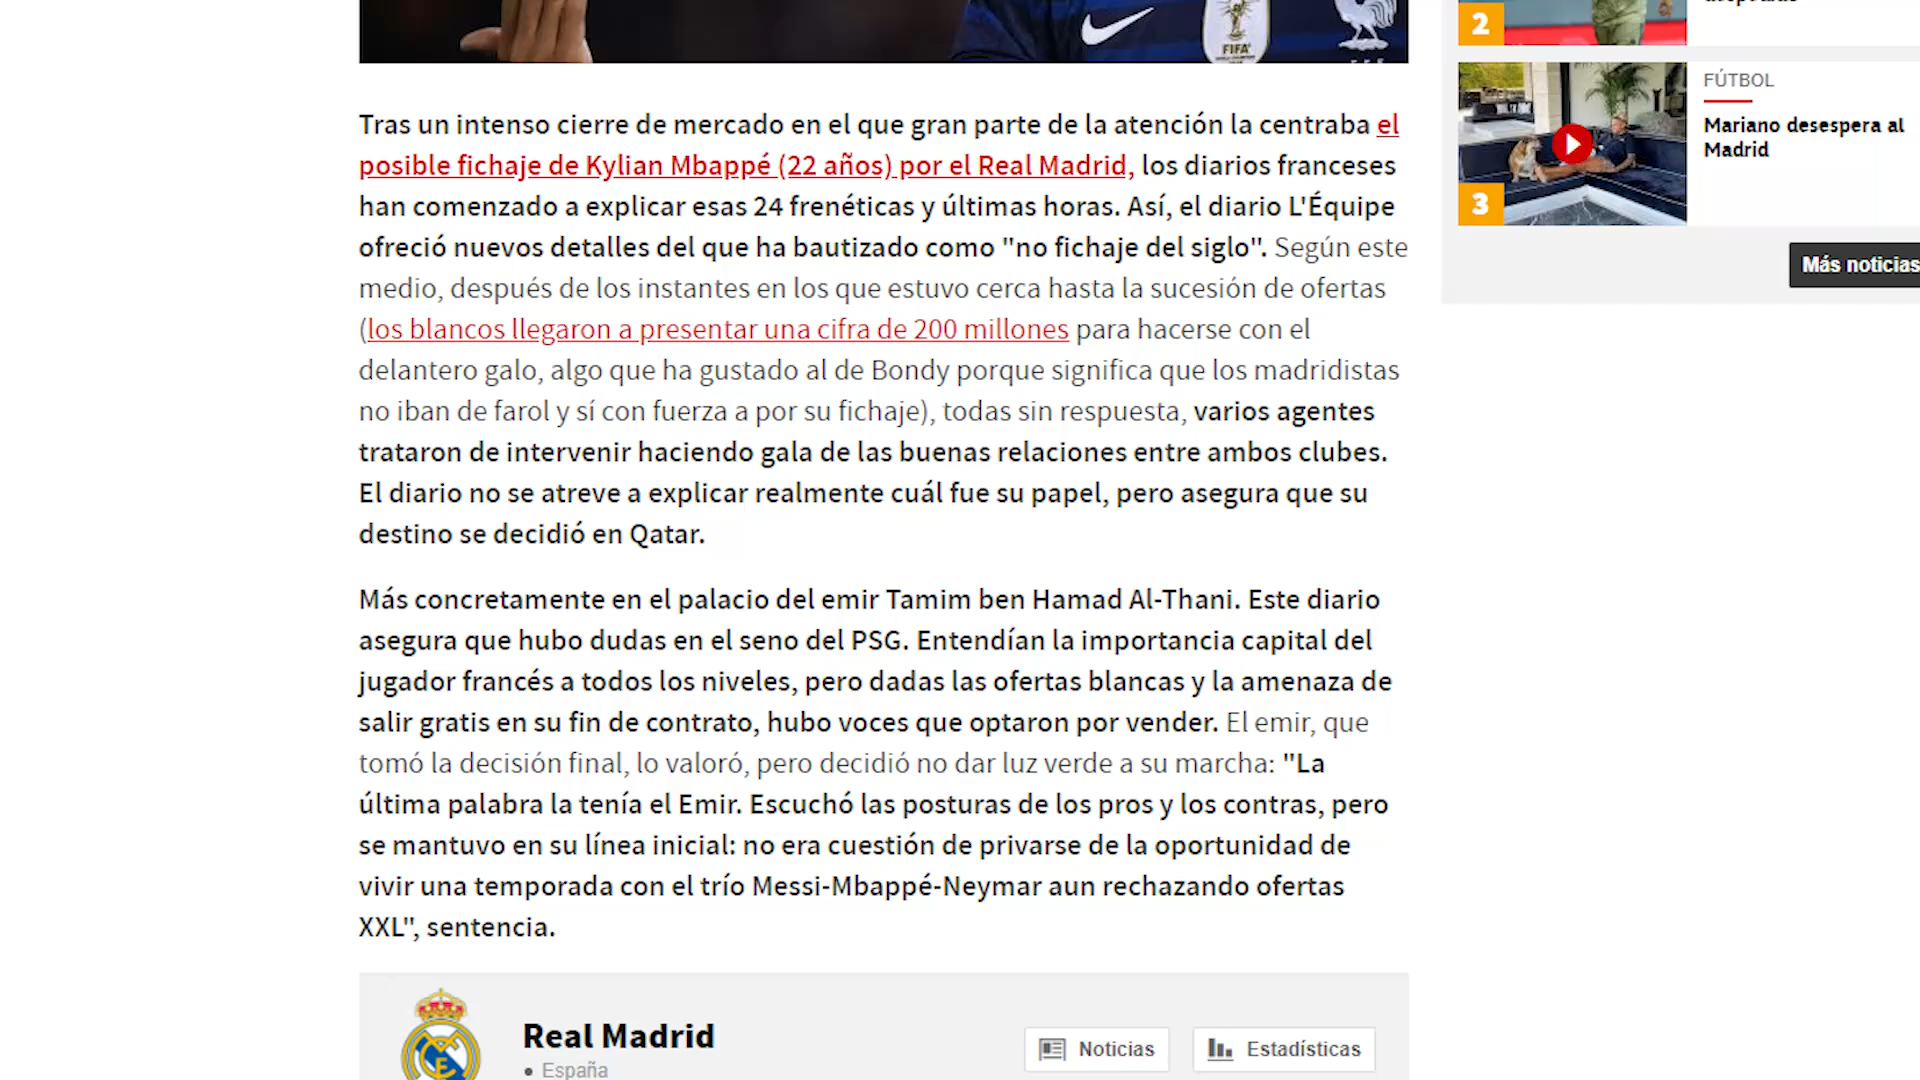 FIFA
Tras un intenso cierre de mercado en el que gran parte de la atención la centraba el
posible fichaje de Kylian Mbappé (22 años) por el Real Madrid, los diarios franceses
han comenzado a explicar esas 24 frenéticas y últimas horas. Así, el diario L'Équipe
ofreció nuevos detalles del que ha bautizado como "no fichaje del siglo". Según este
medio, después de los instantes en los que estuvo cerca hasta la sucesión de ofertas
(los blancos llegaron a presentar una cifra de 200 millones para hacerse con el
delantero galo, algo que ha gustado al de Bondy porque significa que los madridistas
no iban de farol y sí con fuerza a por su fichaje), todas sin respuesta, varios agentes
trataron de intervenir haciendo gala de las buenas relaciones entre ambos clubes.
El diario no se atreve a explicar realmente cuál fue su papel, pero asegura que su
destino se decidió en Qatar.
Más concretamente en el palacio del emir Tamim ben Hamad Al-Thani. Este diario
asegura que hubo dudas en el seno del PSG. Entendían la importancia capital del
jugador francés a todos los niveles, pero dadas las ofertas blancas y la amenaza de
salir gratis en su fin de contrato, hubo voces que optaron por vender. El emir, que
tomó la decisión final, lo valoró, pero decidió no dar luz verde a su marcha: "La
última palabra la tenía el Emir. Escuchó las posturas de los pros y los contras, pero
se mantuvo en su línea inicial: no era cuestión de privarse de la oportunidad de
vivir una temporada con el trío Messi-Mbappé-Neymar aun rechazando ofertas
XXL", sentencia.
Real Madrid
• España
Noticias
Estadísticas
2
3
FÚTBOL
Mariano desespera al
Madrid
Más noticias